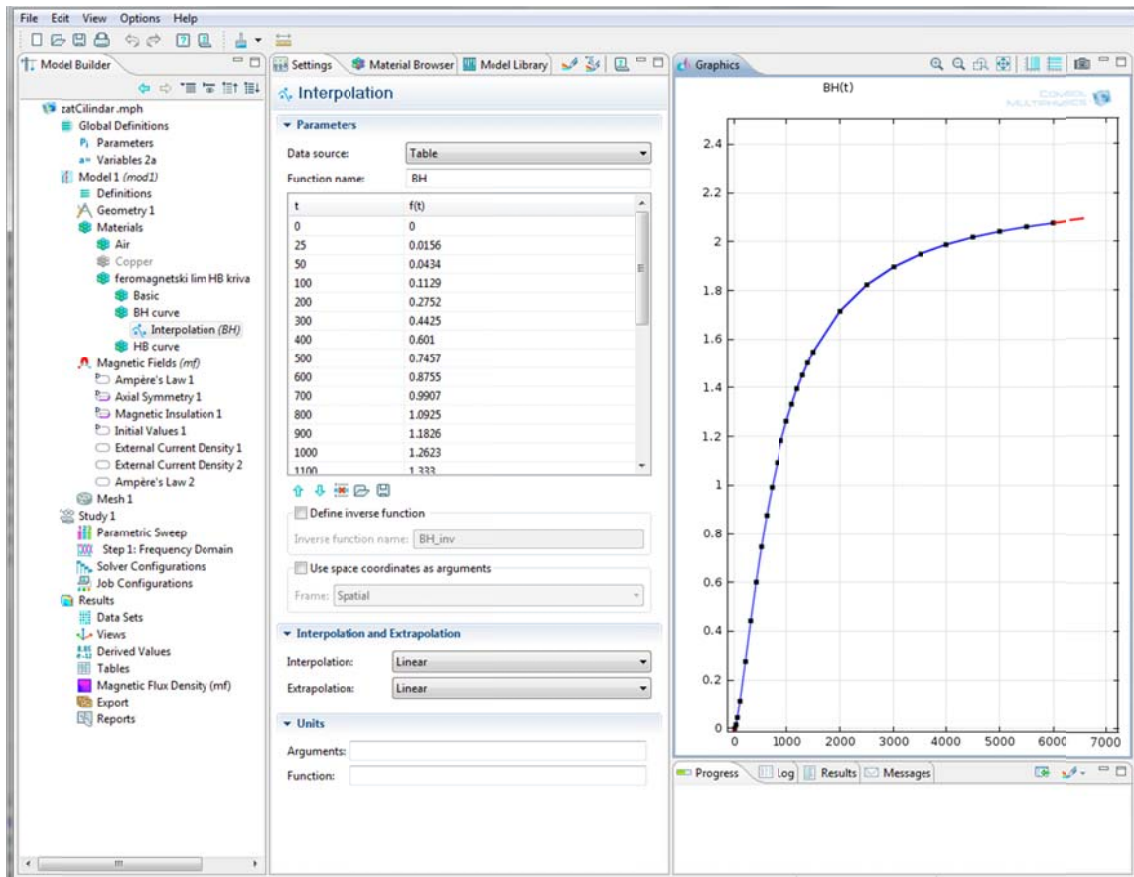 File Edit View Options Help
Model Builder
zatCilindar.mph
Global Definitions
Parameters
Variables 2a
Model 1 (mod1)
Definitions
Geometry 1
Materials
Air
Copper
feromagnetski lim HB kriva
Basic
BH curve
Interpolation (BH)
HB curve
Magnetic Fields (mf)
Ampère's Law 1
Axial Symmetry 1
Magnetic Insulation 1
Initial Values 1
External Current Density 1
External Current Density 2
Ampère's Law 2
Mesh 1
Study 1
Parametric Sweep
Step 1: Frequency Domain
Solver Configurations
Job Configurations
Results
Data Sets
Views
Derived Values
Tables
Magnetic Flux Density (mf)
Export
Reports
Settings Material Browser Model Library
Interpolation
Parameters
Data source: Table
Function name: BH
t f(t)
0 0
25 0.0156
50 0.0434
100 0.1129
200 0.2752
300 0.4425
400 0.601
500 0.7457
600 0.8755
700 0.9907
800 1.0925
900 1.1826
1000 1.2623
1100 1.333
Define inverse function
Inverse function name: BH_inv
Use space coordinates as arguments
Frame: Spatial
Interpolation and Extrapolation
Interpolation: Linear
Extrapolation: Linear
Units
Arguments:
Function:
Graphics
BH(t)
COMSOL
MULTIPHYSICS
2.4
2.2
2
1.8
1.6
1.4
1.2
1
0.8
0.6
0.4
0.2
0
0 1000 2000 3000 4000 5000 6000 7000
Progress Log Results Messages